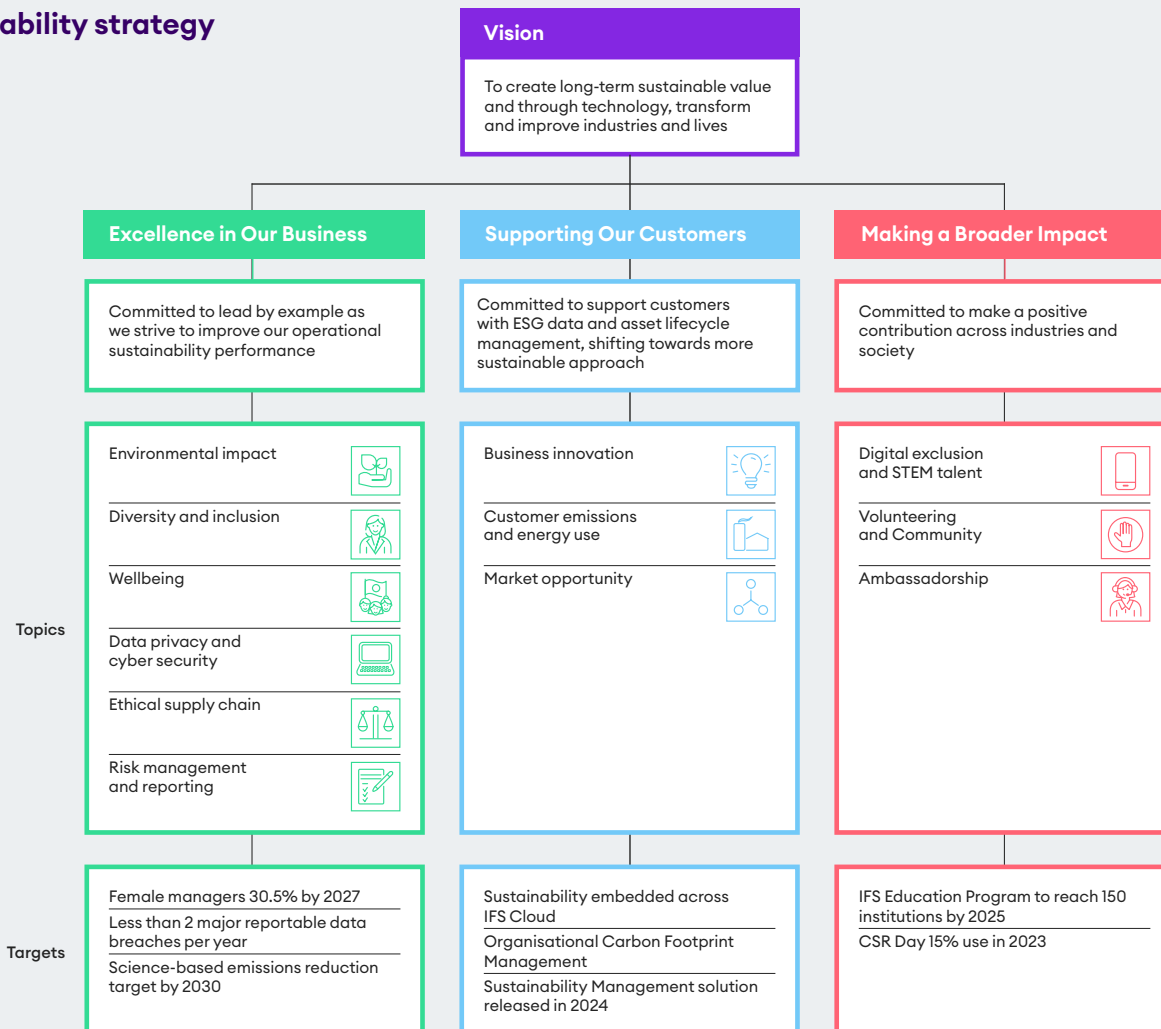 ability strategy
Vision
To create long-term sustainable value
and through technology, transform
and improve industries and lives
Excellence in Our Business
Supporting Our Customers
Making a Broader Impact
Committed to lead by example as
we strive to improve our operational
sustainability performance
Committed to support customers
with ESG data and asset lifecycle
management, shifting towards more
sustainable approach
Committed to make a positive
contribution across industries and
society
Topics
Environmental impact
Diversity and inclusion
Wellbeing
Data privacy and
cyber security
Ethical supply chain
Risk management
and reporting
Business innovation
Customer emissions
and energy use
Market opportunity
Digital exclusion
and STEM talent
Volunteering
and Community
Ambassadorship
Targets
Female managers 30.5% by 2027
Less than 2 major reportable data
breaches per year
Science-based emissions reduction
target by 2030
Sustainability embedded across
IFS Cloud
Organisational Carbon Footprint
Management
Sustainability Management solution
released in 2024
IFS Education Program to reach 150
institutions by 2025
CSR Day 15% use in 2023